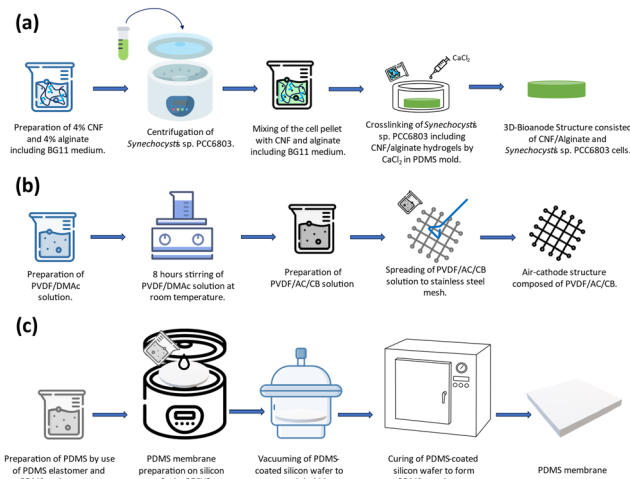 (a)
CaCl2
Preparation of 4% CNF
and 4% alginate
including BG11 medium.
Centrifugation of
Synechocystis sp. PCC6803.
Mixing of the cell pellet
with CNF and alginate
including BG11 medium.
Crosslinking of Synechocystis
sp. PCC6803 including
CNF/alginate hydrogels by
CaCl2 in PDMS mold.
3D-Bioanode Structure consisted
of CNF/Alginate and
Synechocystis sp. PCC6803 cells.
(b)
Preparation of
PVDF/DMAc
solution.
8 hours stirring of
PVDF/DMAc solution at
room temperature.
Preparation of
PVDF/AC/CB solution
Spreading of PVDF/AC/CB
solution to stainless steel
mesh.
Air-cathode structure
composed of PVDF/AC/CB.
(c)
Preparation of PDMS by use
of PDMS elastomer and
PDMS membrane
preparation on silicon
Vacuuming of PDMS-
coated silicon wafer to
Curing of PDMS-coated
silicon wafer to form
PDMS membrane